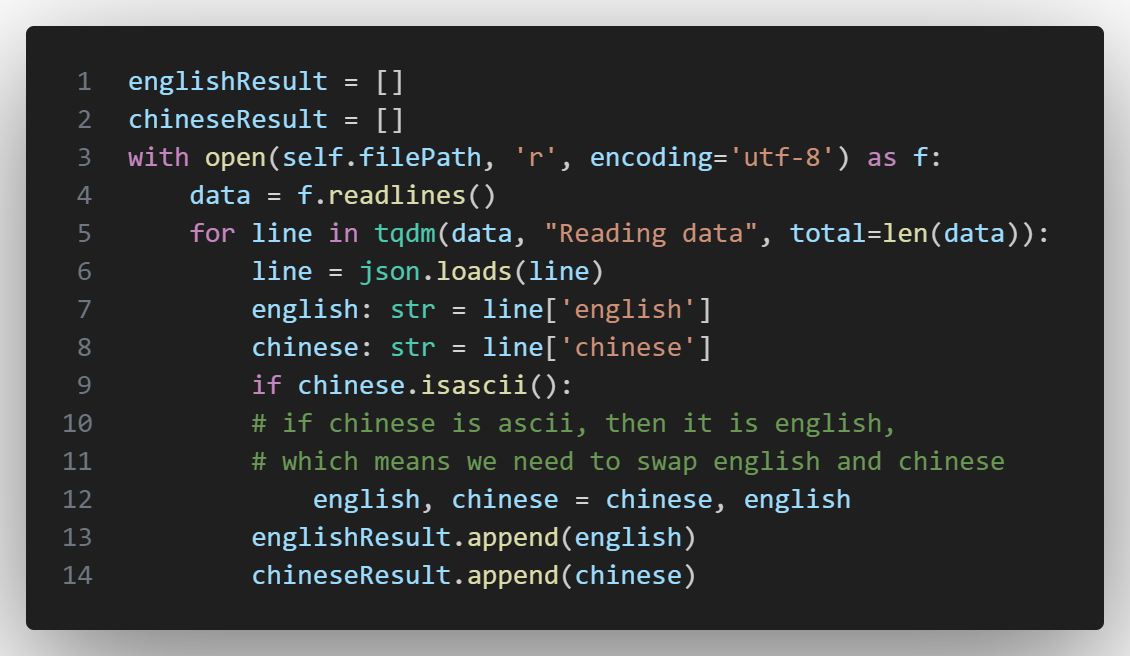 1 englishResult = []
2 chineseResult = []
3 with open(self.filePath, 'r', encoding='utf-8') as f:
4     data = f.readlines()
5     for line in tqdm(data, "Reading data", total=len(data)):
6         line = json.loads(line)
7         english: str = line['english']
8         chinese: str = line['chinese']
9         if chinese.isascii():
10         # if chinese is ascii, then it is english,
11         # which means we need to swap english and chinese
12             english, chinese = chinese, english
13         englishResult.append(english)
14         chineseResult.append(chinese)